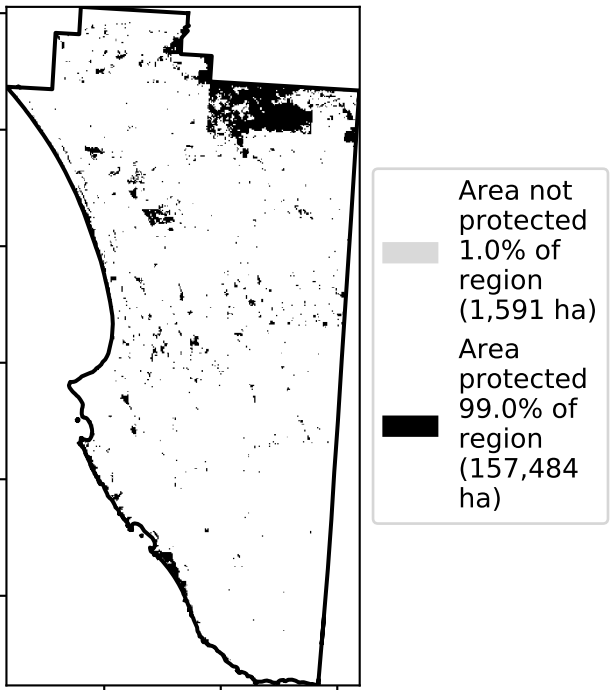 Area not
protected
1.0% of
region
(1,591 ha)
Area
protected
99.0% of
region
(157,484
ha)